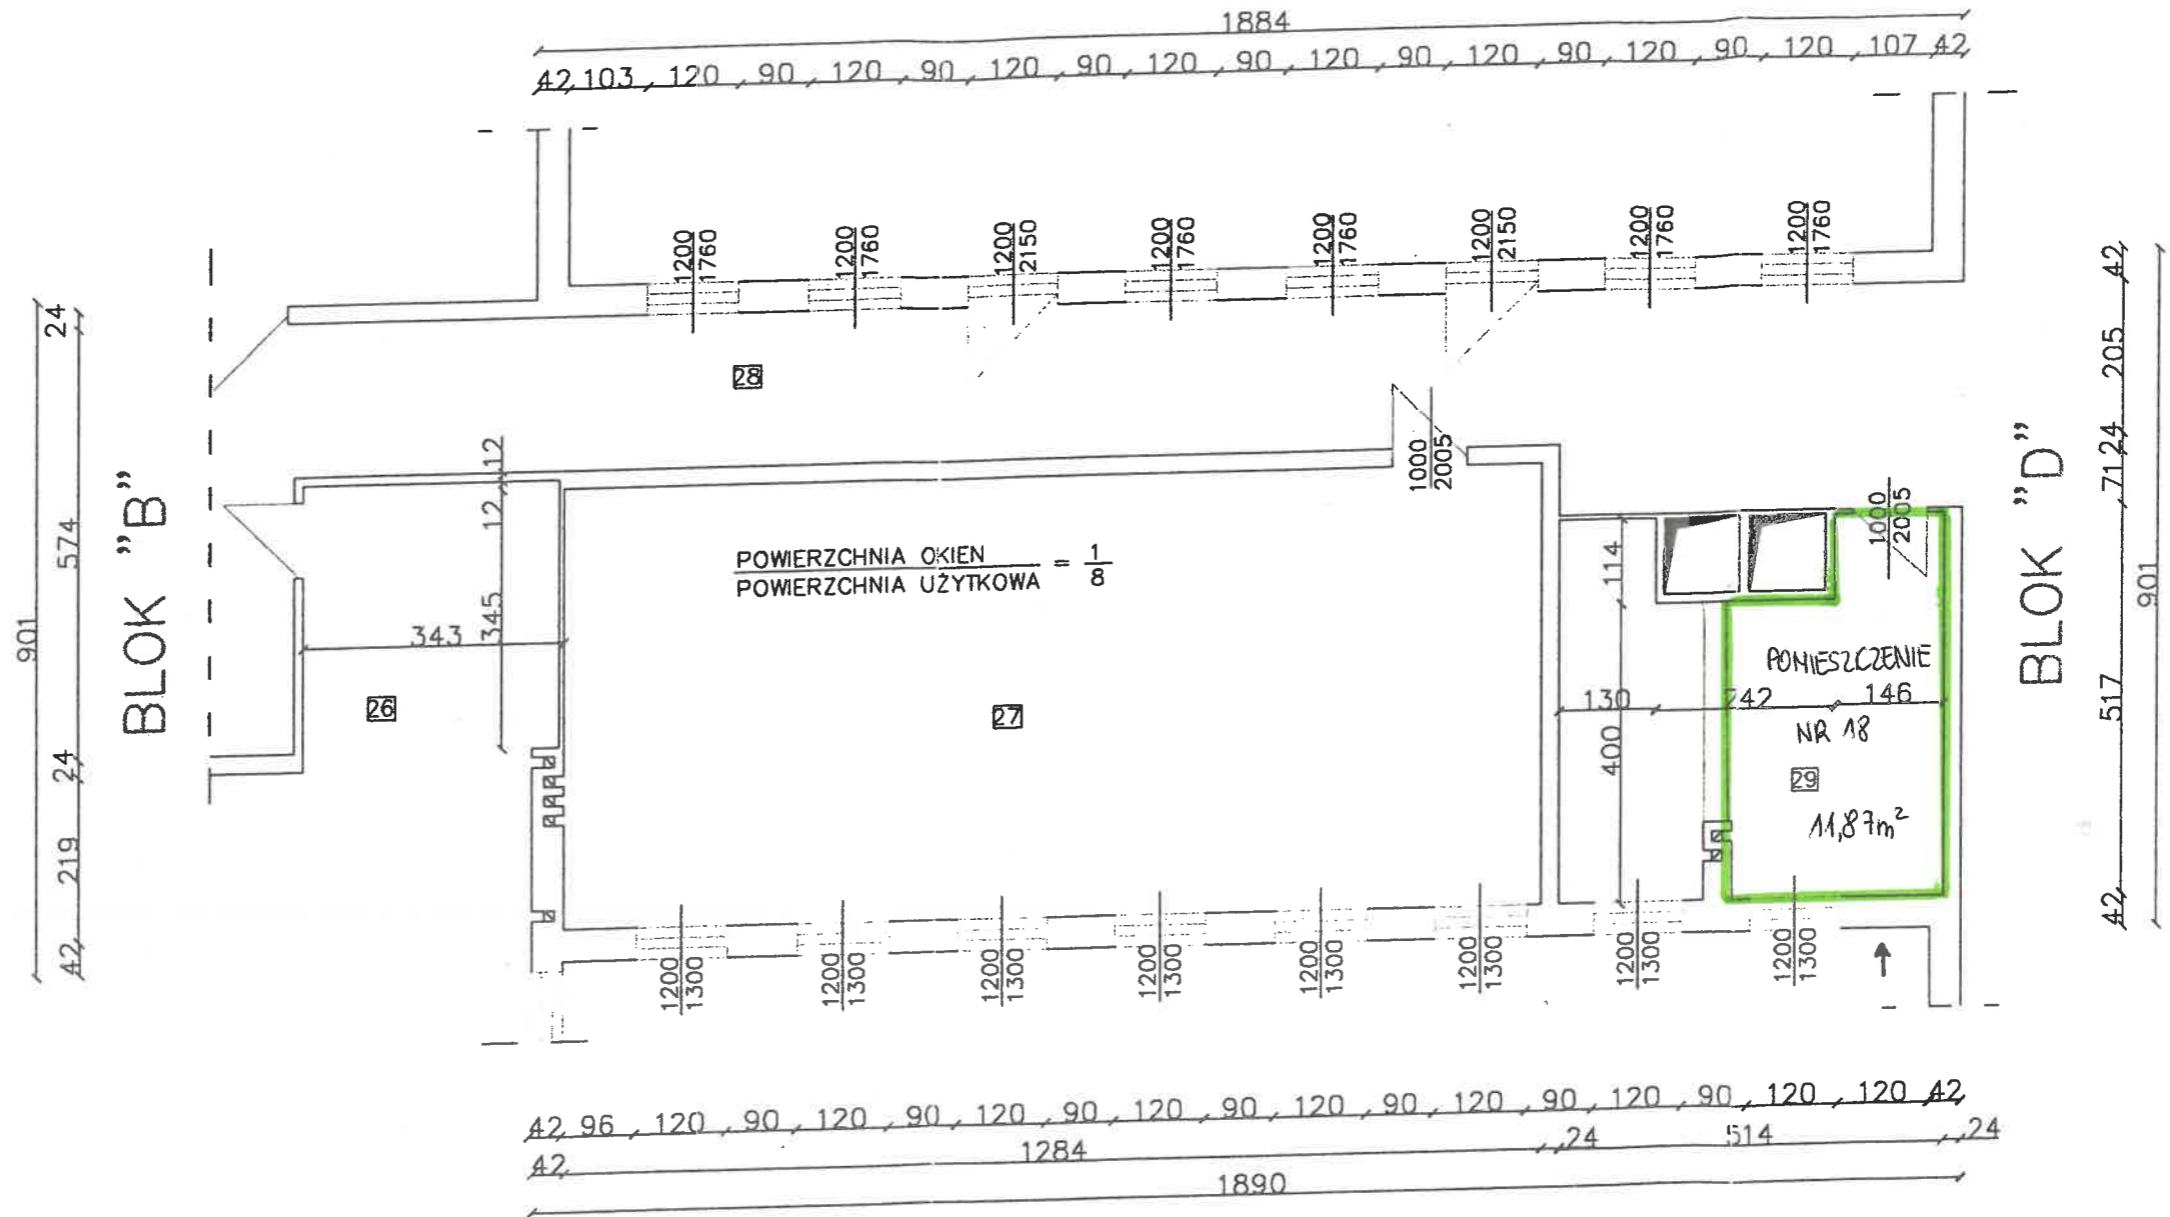 1884
42 103 120 90 120 90 120 90 120 90 120 90 120 90 120 90 120 107 42
1200 1760
1200 1760
1200 2150
1200 1760
1200 1760
1200 2150
1200 1760
1200 1760
28
1000 2005
1000 2005
BLOK "B"
BLOK "D"
901
24 574 24 219 42
12
12
345
343
26
POWIERZCHNIA OKIEN
POWIERZCHNIA UŻYTKOWA = 1/8
27
114
400
130 242 146
POMIESZCZENIE
NR 18
29
11,87m²
42 205 24 71 517 42
901
1200 1300
1200 1300
1200 1300
1200 1300
1200 1300
1200 1300
1200 1300
1200 1300
42 96 120 90 120 90 120 90 120 90 120 90 120 90 120 90 120 120 42
42 1284 24 514 24
1890